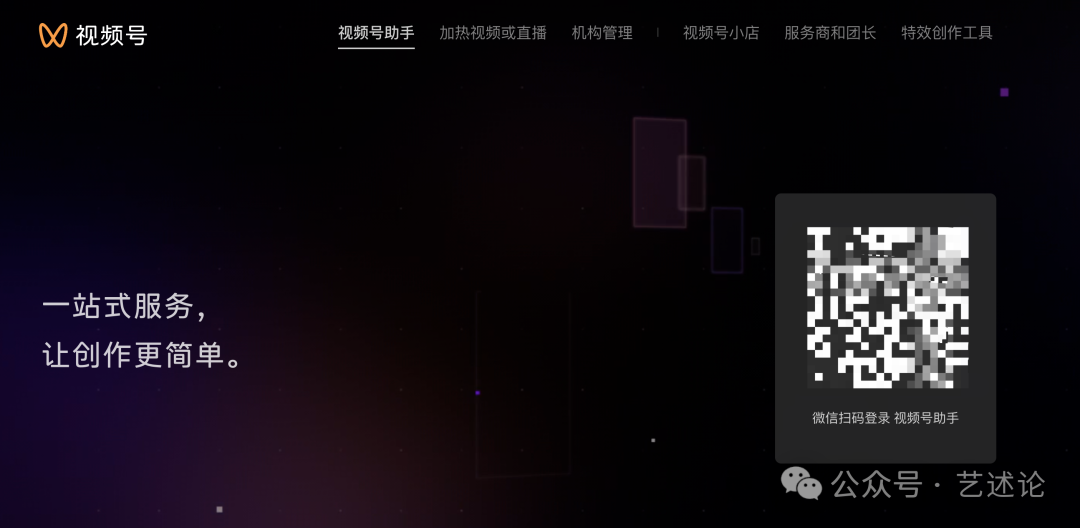 视频号
视频号助手 加热视频或直播 机构管理 | 视频号小店 服务商和团长 特效创作工具
一站式服务，
让创作更简单。
微信扫码登录 视频号助手
公众号 · 艺述论